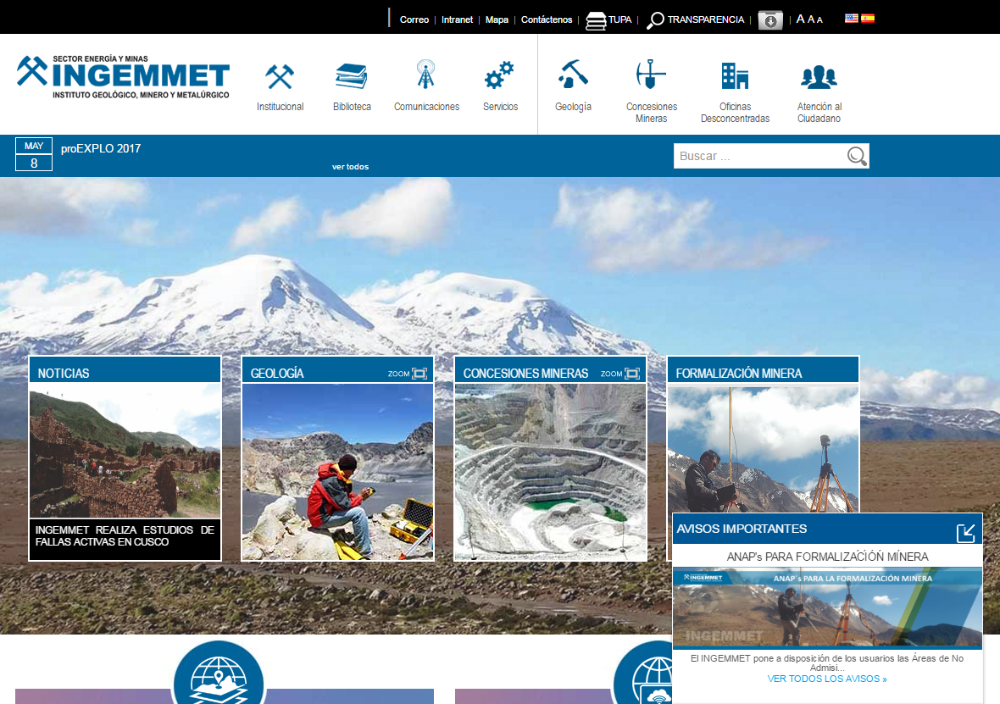 Correo | Intranet | Mapa | Contáctenos | TUPA | TRANSPARENCIA | | A A A
SECTOR ENERGÍA Y MINAS
INGEMMET
INSTITUTO GEOLÓGICO, MINERO Y METALÚRGICO
Institucional
Biblioteca
Comunicaciones
Servicios
Geología
Concesiones
Mineras
Oficinas
Desconcentradas
Atención al
Ciudadano
MAY
8
proEXPLO 2017
ver todos
Buscar ...
NOTICIAS
INGEMMET REALIZA ESTUDIOS DE
FALLAS ACTIVAS EN CUSCO
GEOLOGÍA
ZOOM
CONCESIONES MINERAS
ZOOM
FORMALIZACIÓN MINERA
AVISOS IMPORTANTES
ANAP's PARA FORMALIZACIÓN MÍNERA
INGEMMET
ANAP´s PARA LA FORMALIZACIÓN MINERA
INGEMMET
El INGEMMET pone a disposición de los usuarios las Áreas de No
Admisi...
VER TODOS LOS AVISOS »